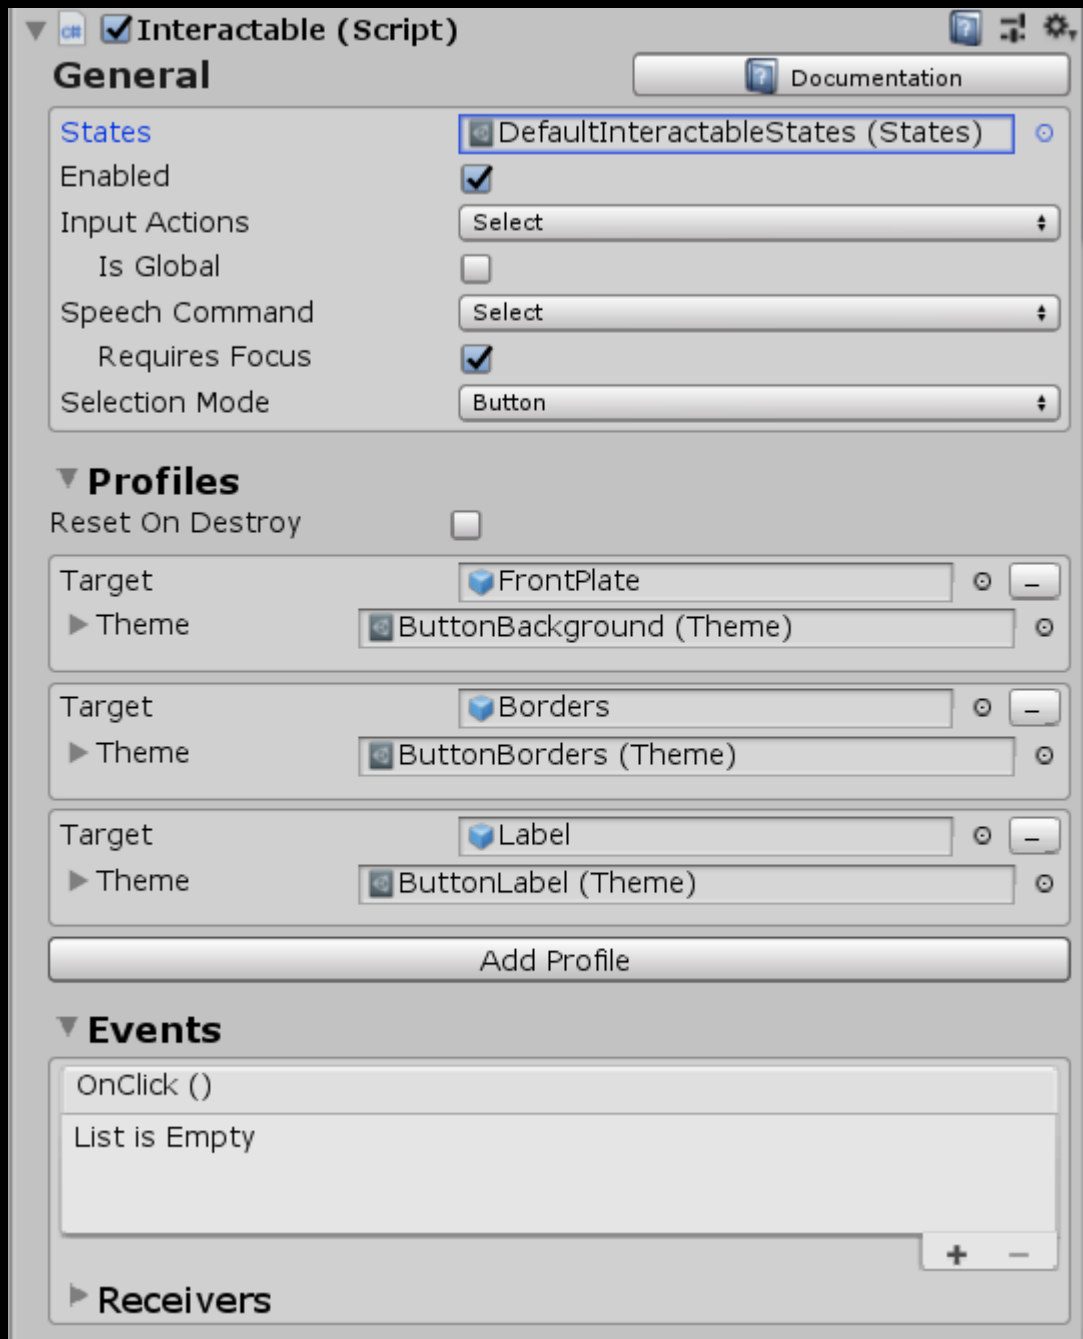 Interactable (Script)
General
Documentation
States DefaultInteractableStates (States)
Enabled
Input Actions Select
Is Global
Speech Command Select
Requires Focus
Selection Mode Button
Profiles
Reset On Destroy
Target FrontPlate
Theme ButtonBackground (Theme)
Target Borders
Theme ButtonBorders (Theme)
Target Label
Theme ButtonLabel (Theme)
Add Profile
Events
OnClick ()
List is Empty
Receivers